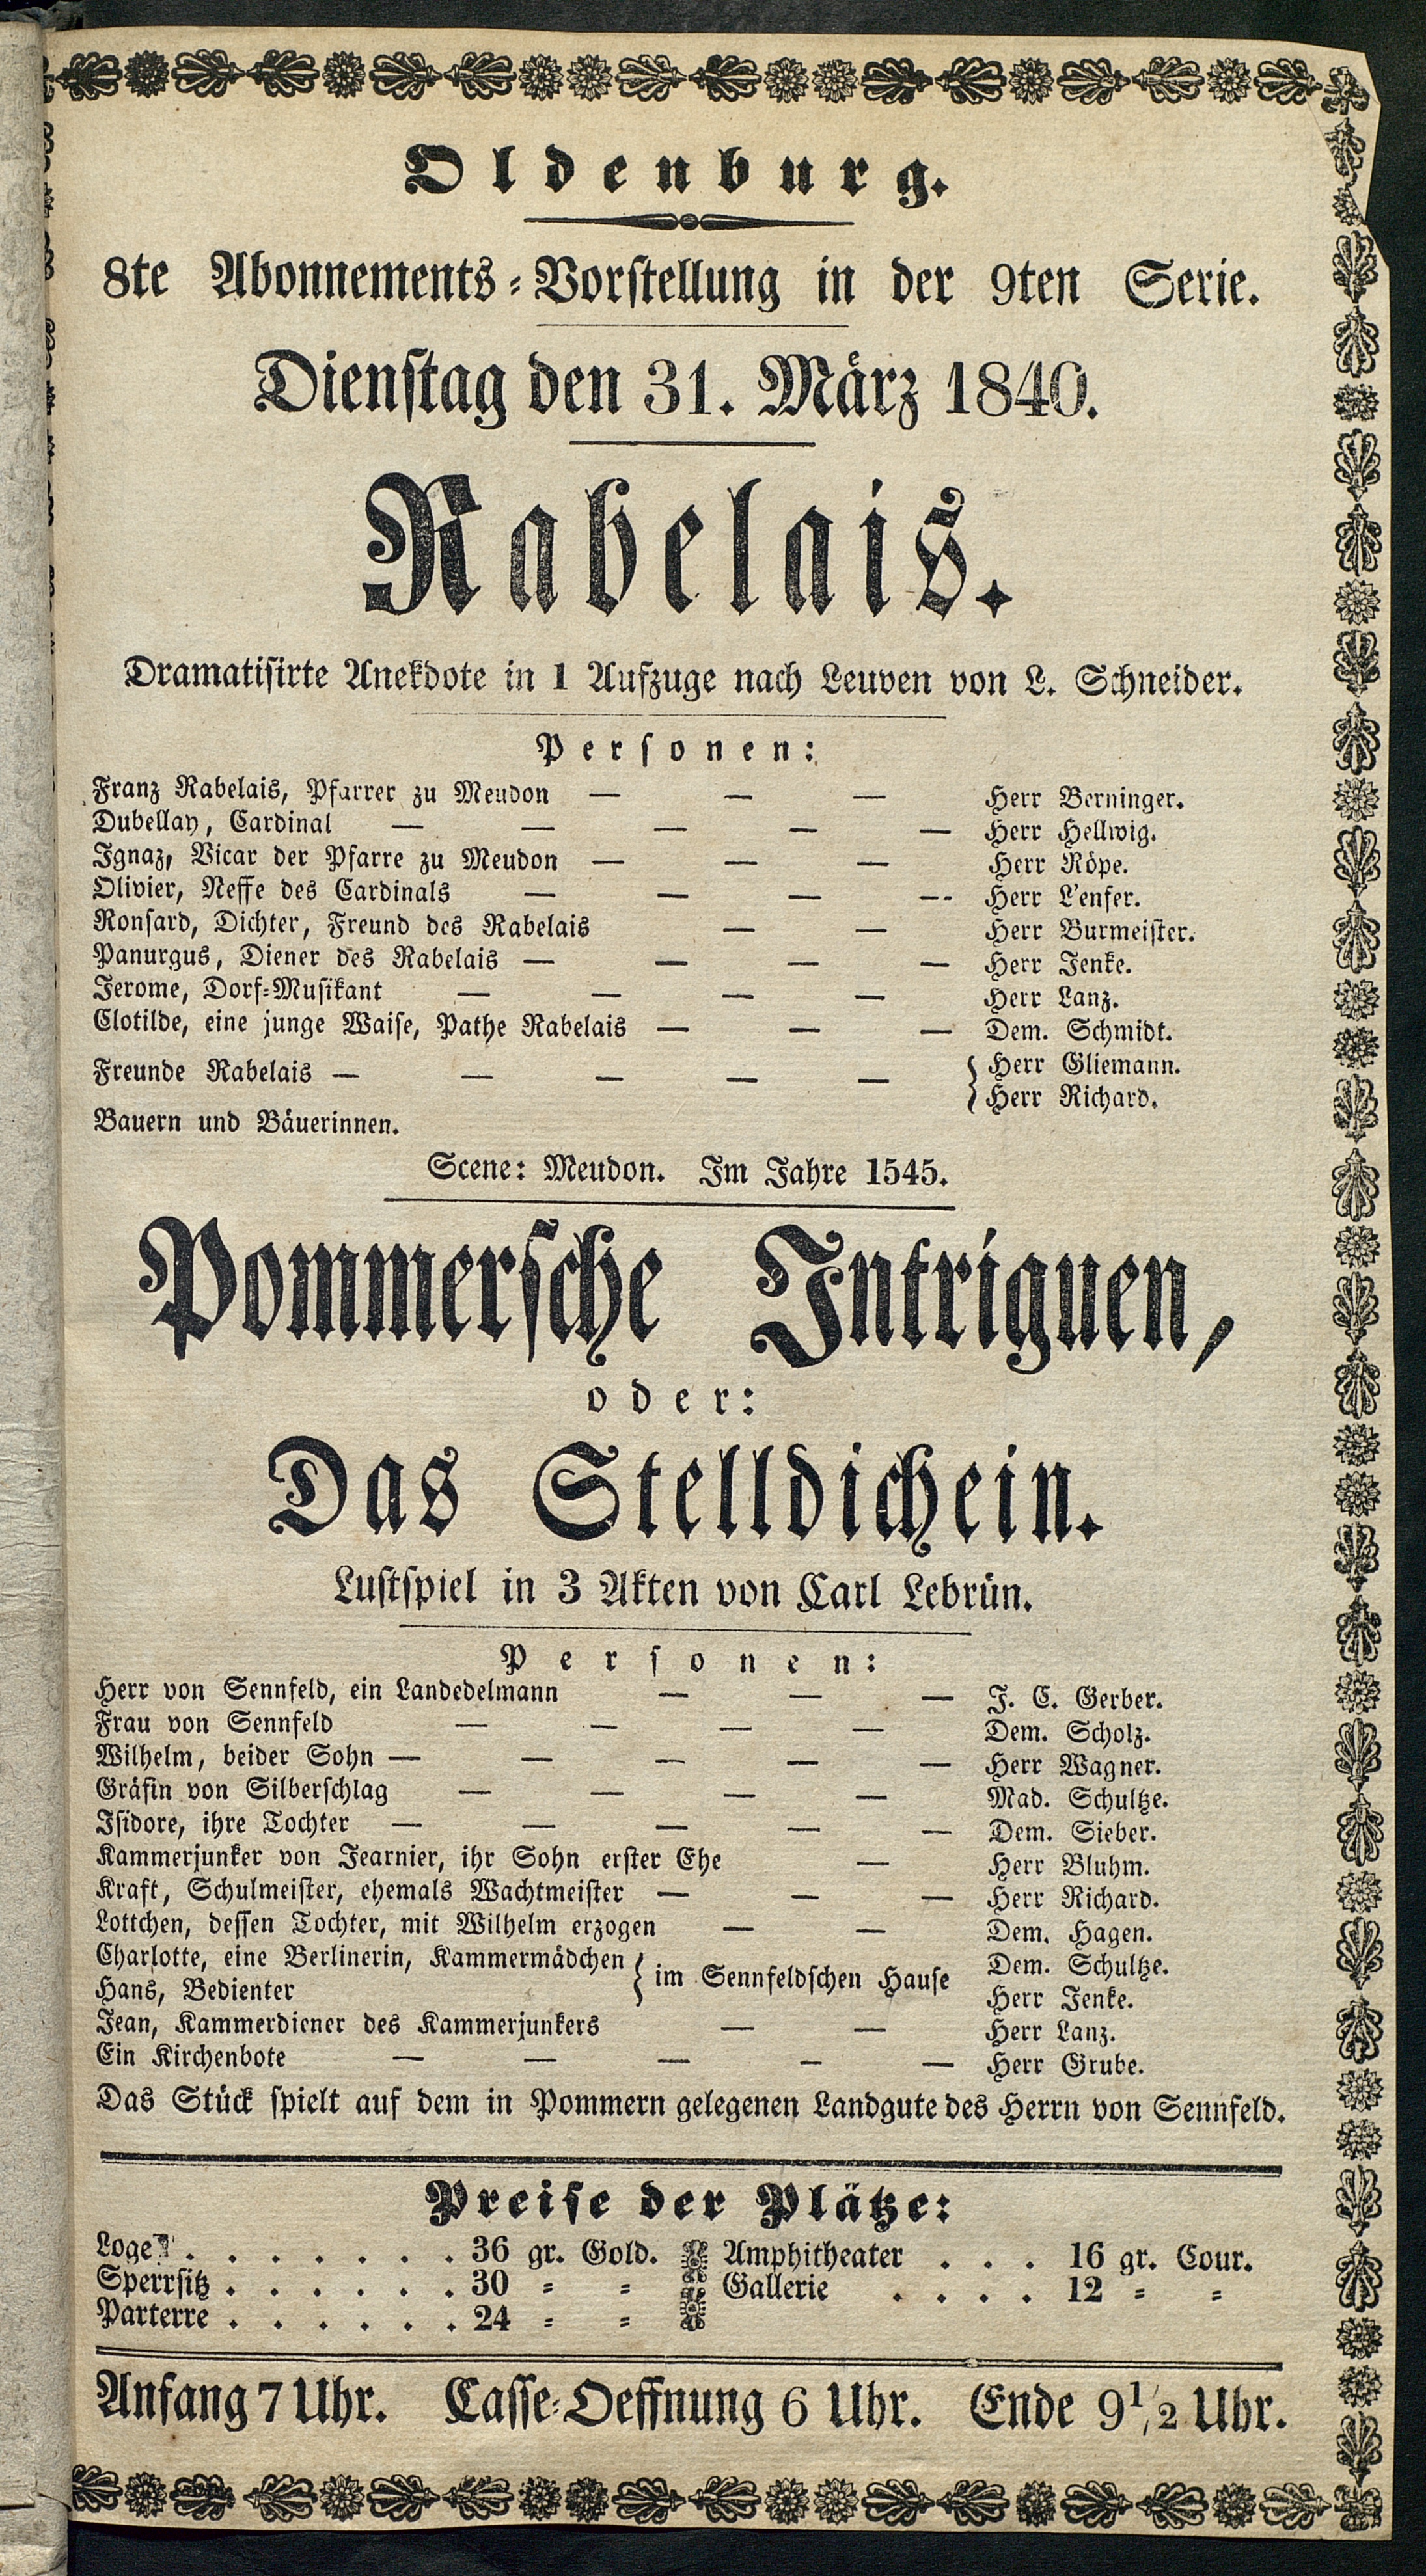 Oldenburg.
8te Abonnements-Vorstellung in der 9ten Serie.
Dienstag den 31. März 1840.
Rabelais.
Dramatisirte Anekdote in 1 Aufzuge nach Leuven von L. Schneider.
Personen:
Franz Rabelais, Pfarrer zu Meudon — — — Herr Berninger.
Dubellay, Cardinal — — — — — Herr Hellwig.
Ignaz, Vicar der Pfarre zu Meudon — — — Herr Röpe.
Olivier, Neffe des Cardinals — — — — Herr L'enfer.
Ronsard, Dichter, Freund des Rabelais — — Herr Burmeister.
Panurgus, Diener des Rabelais — — — — Herr Jenke.
Jerome, Dorf-Musikant — — — — Herr Lanz.
Clotilde, eine junge Waise, Pathe Rabelais — — — Dem. Schmidt.
Freunde Rabelais — — — — — { Herr Gliemann.
Herr Richard.
Bauern und Bäuerinnen.
Scene: Meudon. Im Jahre 1545.
Pommersche Intriguen,
oder:
Das Stelldichein.
Lustspiel in 3 Akten von Carl Lebrün.
Personen:
Herr von Sennfeld, ein Landedelmann — — — J. C. Gerber.
Frau von Sennfeld — — — — Dem. Scholz.
Wilhelm, beider Sohn — — — — — Herr Wagner.
Gräfin von Silberschlag — — — — Mad. Schultze.
Isidore, ihre Tochter — — — — — Dem. Sieber.
Kammerjunker von Fearnier, ihr Sohn erster Ehe — Herr Bluhm.
Kraft, Schulmeister, ehemals Wachtmeister — — — Herr Richard.
Lottchen, dessen Tochter, mit Wilhelm erzogen — — Dem. Hagen.
Charlotte, eine Berlinerin, Kammermädchen } im Sennfeldschen Hause Dem. Schultze.
Hans, Bedienter Herr Jenke.
Jean, Kammerdiener des Kammerjunkers — — Herr Lanz.
Ein Kirchenbote — — — — — Herr Grube.
Das Stück spielt auf dem in Pommern gelegenen Landgute des Herrn von Sennfeld.
Preise der Plätze:
Loge . . . . . . . 36 gr. Gold. Amphitheater . . . 16 gr. Cour.
Sperrsitz . . . . . . 30 - - Gallerie . . . . 12 - -
Parterre . . . . . . 24 - -
Anfang 7 Uhr. Casse-Oeffnung 6 Uhr. Ende 9 1/2 Uhr.